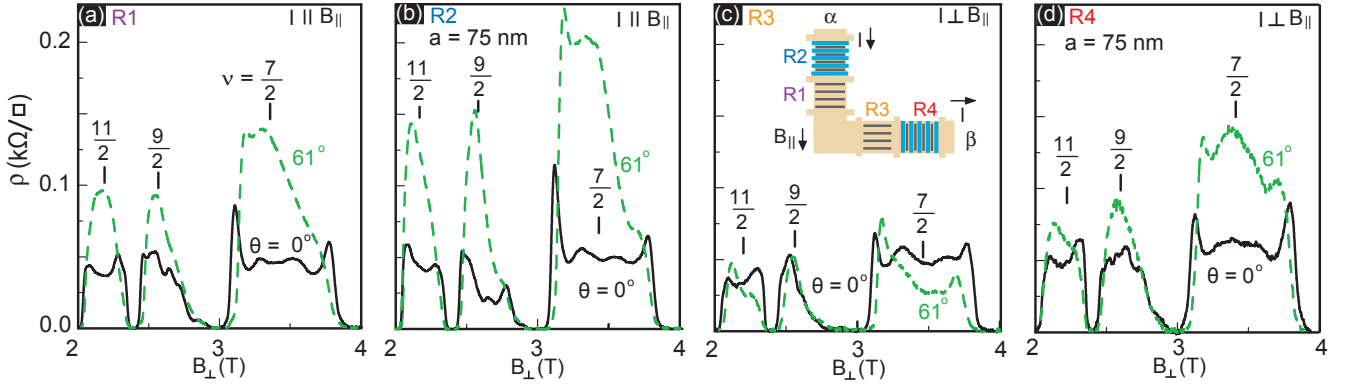 (a) R1 I || B||
0.2
ν = 7/2
11/2
9/2
61°
0.1
θ = 0°
0.0
ρ (kΩ/□)
2 3 4
B⊥(T)
(b) R2 I || B||
a = 75 nm
11/2
9/2
61°
7/2
θ = 0°
2 3 4
B⊥(T)
(c) R3 α I ⊥ B||
I
R2
R1
R3 R4
I
B|| β
11/2
9/2
7/2
θ = 0°
61°
2 3 4
B⊥(T)
(d) R4 I ⊥ B||
a = 75 nm
7/2
11/2
9/2
61°
θ = 0°
2 3 4
B⊥(T)